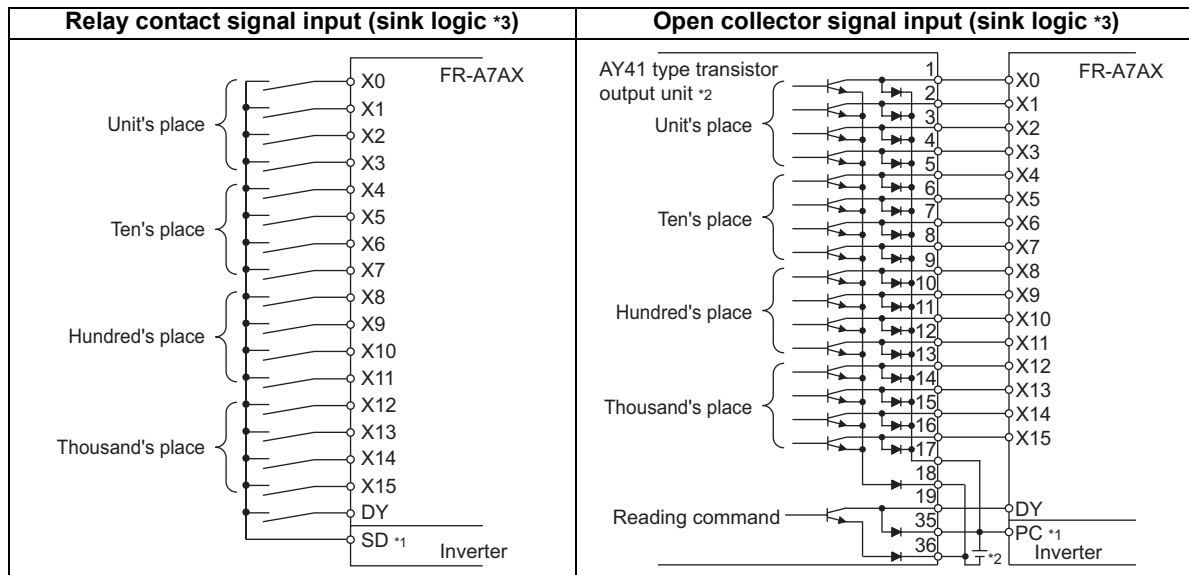 Relay contact signal input (sink logic *3)
Open collector signal input (sink logic *3)
FR-A7AX
X0
X1
X2
X3
X4
X5
X6
X7
X8
X9
X10
X11
X12
X13
X14
X15
DY
SD *1
Inverter
Unit's place
Ten's place
Hundred's place
Thousand's place
AY41 type transistor
output unit *2
Unit's place
Ten's place
Hundred's place
Thousand's place
Reading command
1
2
3
4
5
6
7
8
9
10
11
12
13
14
15
16
17
18
19
35
36
*2
FR-A7AX
X0
X1
X2
X3
X4
X5
X6
X7
X8
X9
X10
X11
X12
X13
X14
X15
DY
PC *1
Inverter